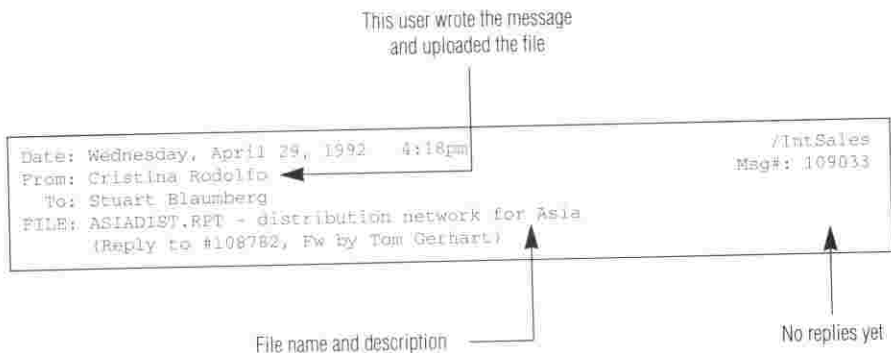 This user wrote the message
and uploaded the file
Date: Wednesday, April 29, 1992 4:18pm /IntSales
From: Cristina Rodolfo Msg#: 109033
To: Stuart Blaumberg
FILE: ASIADIST.RPT - distribution network for Asia
(Reply to #108782, Fw by Tom Gerhart)
File name and description No replies yet